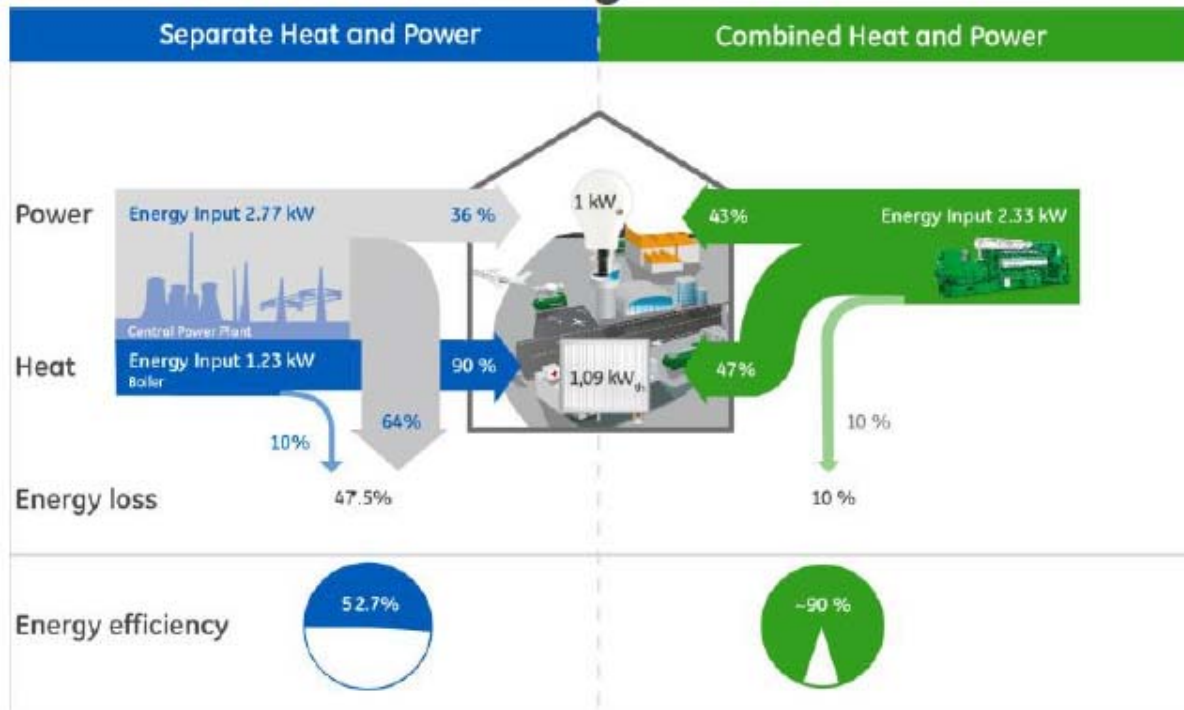 Separate Heat and Power
Combined Heat and Power
Power
Energy Input 2.77 kW
36 %
1 kWe
43%
Energy Input 2.33 kW
Central Power Plant
Heat
Energy Input 1.23 kW
Boiler
90 %
1,09 kWth
47%
10%
64%
10 %
Energy loss
47.5%
10 %
Energy efficiency
52.7%
~90 %